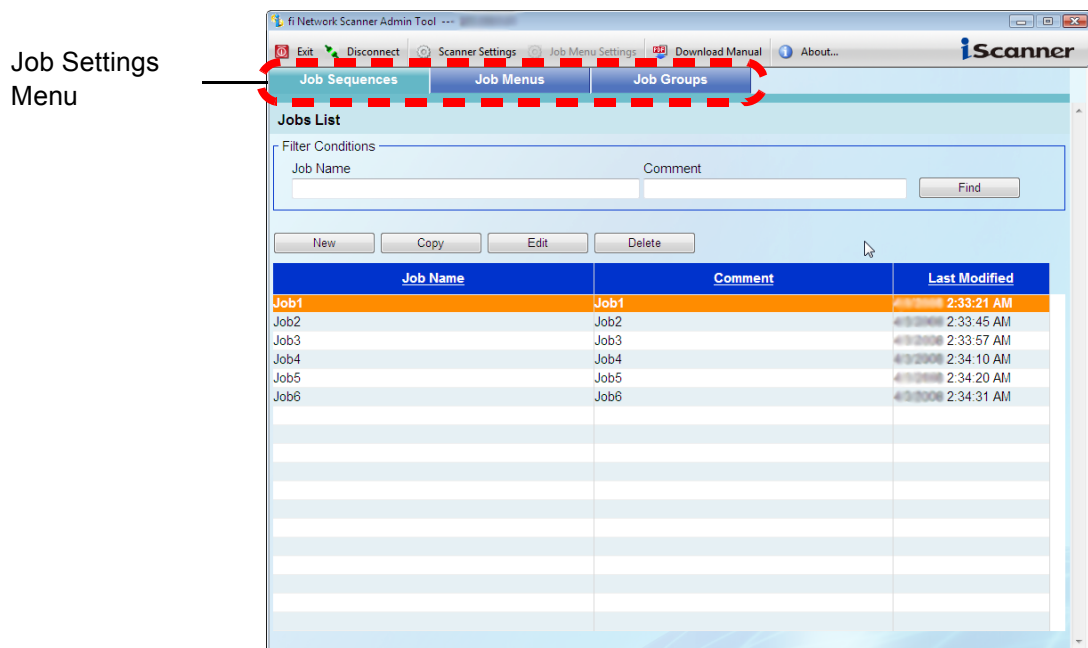 fi Network Scanner Admin Tool ---
Exit Disconnect Scanner Settings Job Menu Settings Download Manual About... iScanner
Job Settings
Menu
Job Sequences Job Menus Job Groups
Jobs List
Filter Conditions
Job Name Comment
Find
New Copy Edit Delete
Job Name Comment Last Modified
Job1 Job1 2:33:21 AM
Job2 Job2 2:33:45 AM
Job3 Job3 2:33:57 AM
Job4 Job4 2:34:10 AM
Job5 Job5 2:34:20 AM
Job6 Job6 2:34:31 AM